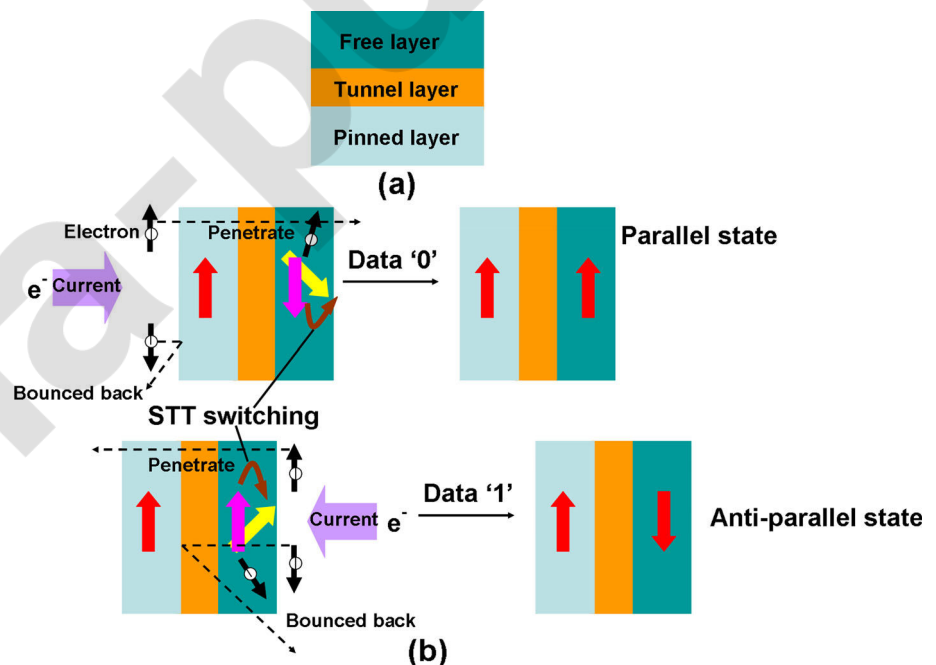 Free layer
Tunnel layer
Pinned layer
(a)
Electron
Penetrate
Parallel state
Data ‘0’
e- Current
Bounced back
STT switching
Penetrate
Data ‘1’
Current e-
Anti-parallel state
Bounced back
(b)